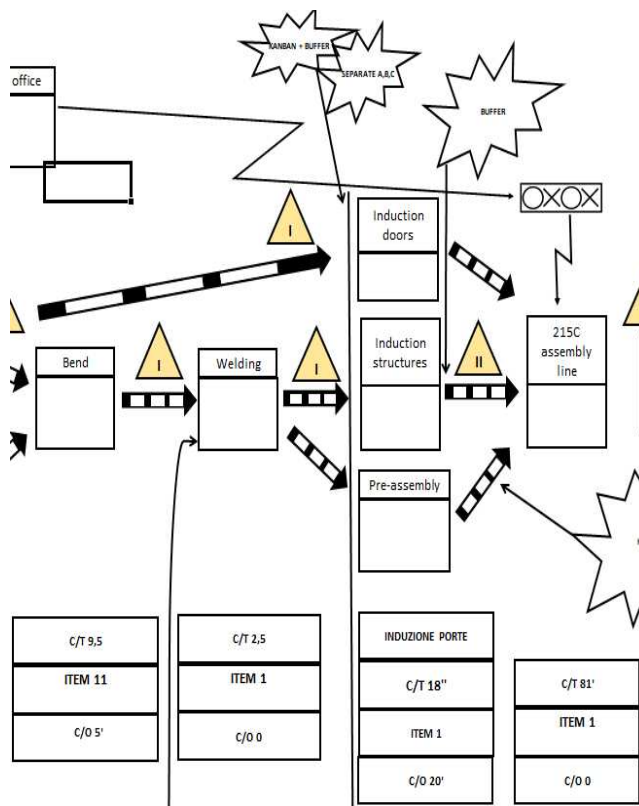 KANBAN + BUFFER
SEPARATE A,B,C
BUFFER
office
OXOX
I
Induction
doors
Bend
I
Welding
I
Induction
structures
II
215C
assembly
line
Pre-assembly
C/T 9,5
ITEM 11
C/O 5'
C/T 2,5
ITEM 1
C/O 0
INDUZIONE PORTE
C/T 18"
ITEM 1
C/O 20'
C/T 81'
ITEM 1
C/O 0